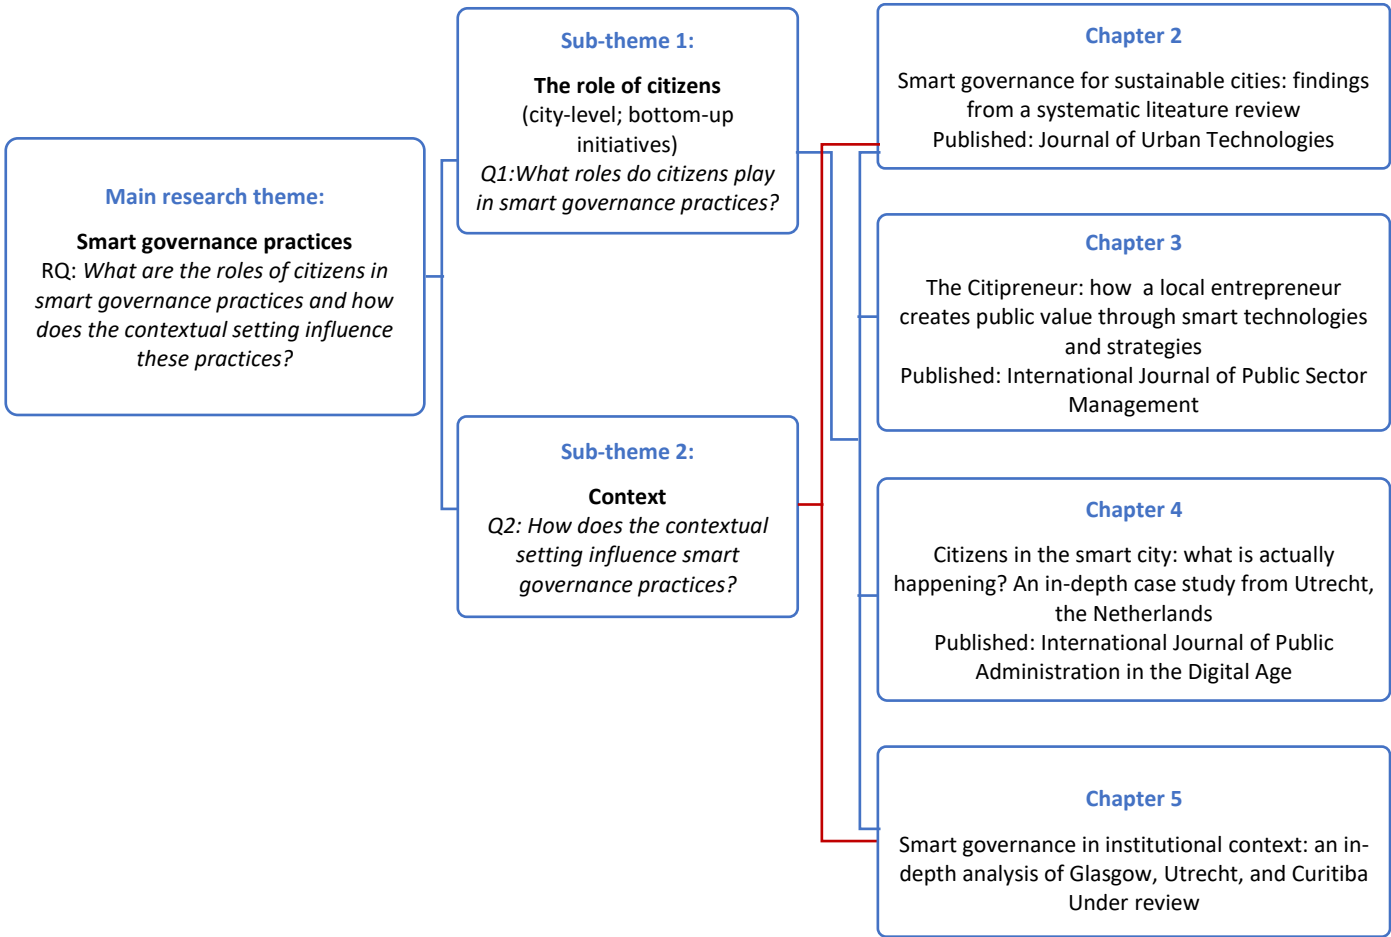 Main research theme:
Smart governance practices
RQ: What are the roles of citizens in
smart governance practices and how
does the contextual setting influence
these practices?
Sub-theme 1:
The role of citizens
(city-level; bottom-up
initiatives)
Q1:What roles do citizens play
in smart governance practices?
Sub-theme 2:
Context
Q2: How does the contextual
setting influence smart
governance practices?
Chapter 2
Smart governance for sustainable cities: findings
from a systematic liteature review
Published: Journal of Urban Technologies
Chapter 3
The Citipreneur: how a local entrepreneur
creates public value through smart technologies
and strategies
Published: International Journal of Public Sector
Management
Chapter 4
Citizens in the smart city: what is actually
happening? An in-depth case study from Utrecht,
the Netherlands
Published: International Journal of Public
Administration in the Digital Age
Chapter 5
Smart governance in institutional context: an in-
depth analysis of Glasgow, Utrecht, and Curitiba
Under review